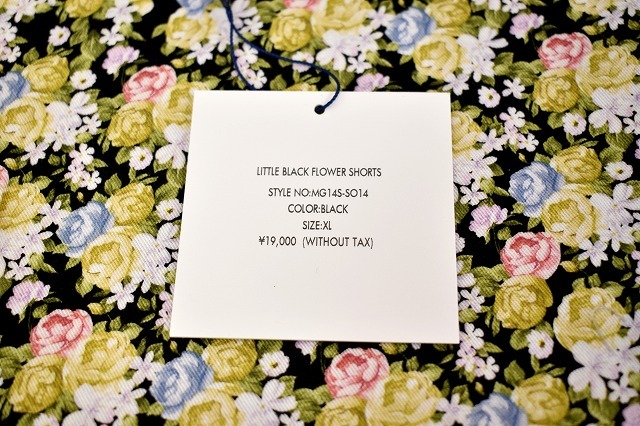 LITTLE BLACK FLOWER SHORTS
STYLE NO:MG14S-SO14
COLOR:BLACK
SIZE:XL
¥19,000 (WITHOUT TAX)